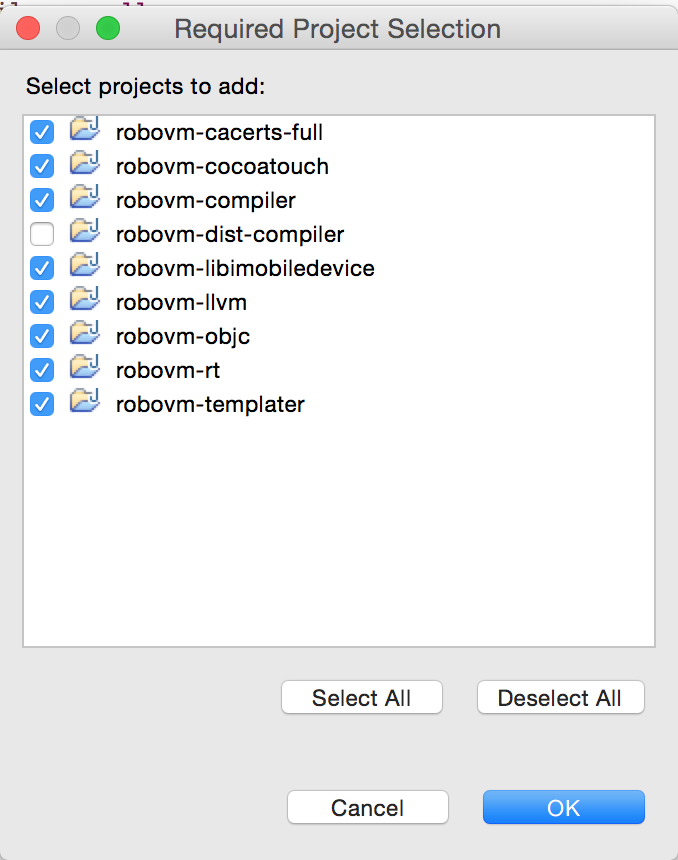 Required Project Selection
Select projects to add:
robovm-cacerts-full
robovm-cocoatouch
robovm-compiler
robovm-dist-compiler
robovm-libimobiledevice
robovm-llvm
robovm-objc
robovm-rt
robovm-templater
Select All
Deselect All
Cancel
OK